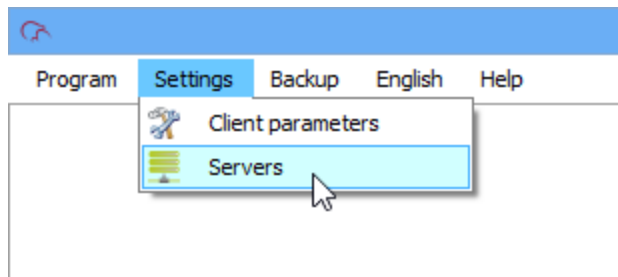 Program Settings Backup English Help
Client parameters
Servers